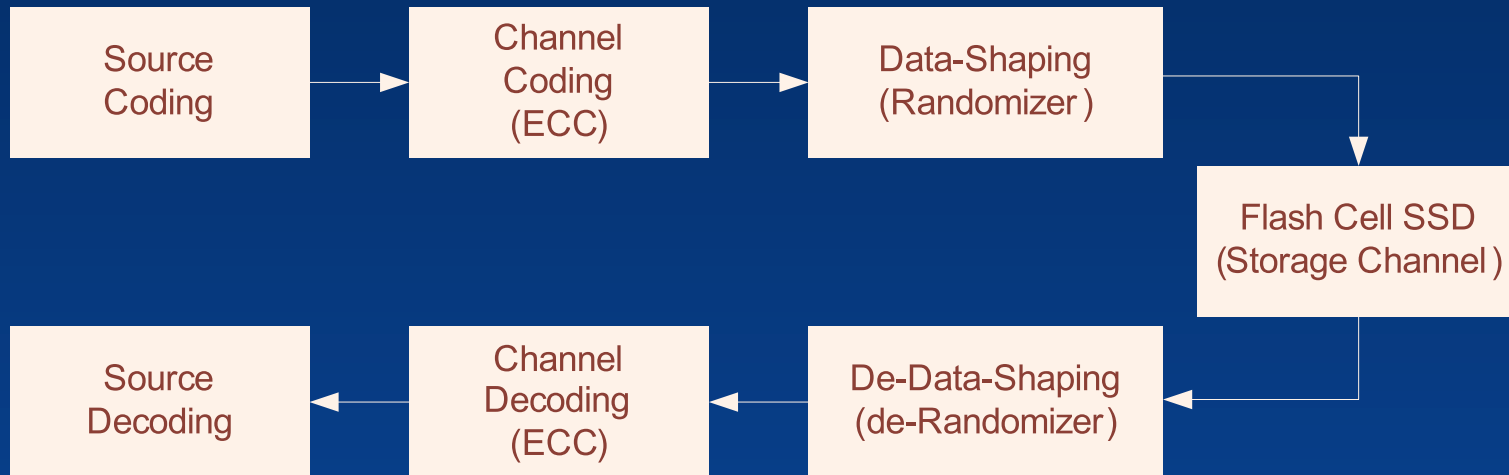 Source
Coding
Channel
Coding
(ECC)
Data-Shaping
(Randomizer)
Flash Cell SSD
(Storage Channel)
Source
Decoding
Channel
Decoding
(ECC)
De-Data-Shaping
(de-Randomizer)